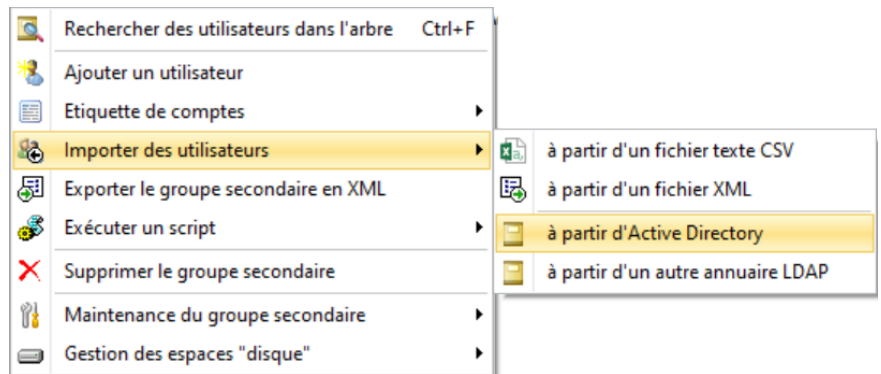 Rechercher des utilisateurs dans l'arbre Ctrl+F
Ajouter un utilisateur
Etiquette de comptes
Importer des utilisateurs
Exporter le groupe secondaire en XML
Exécuter un script
Supprimer le groupe secondaire
Maintenance du groupe secondaire
Gestion des espaces "disque"
à partir d'un fichier texte CSV
à partir d'un fichier XML
à partir d'Active Directory
à partir d'un autre annuaire LDAP